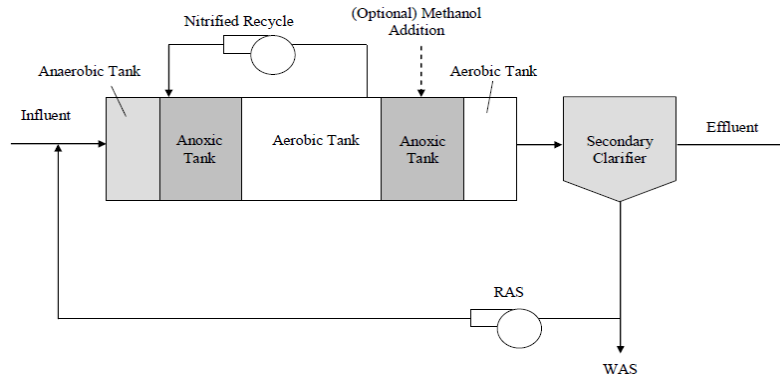 Nitrified Recycle
(Optional) Methanol
Addition
Anaerobic Tank
Aerobic Tank
Influent
Anoxic
Tank
Aerobic Tank
Anoxic
Tank
Secondary
Clarifier
Effluent
RAS
WAS